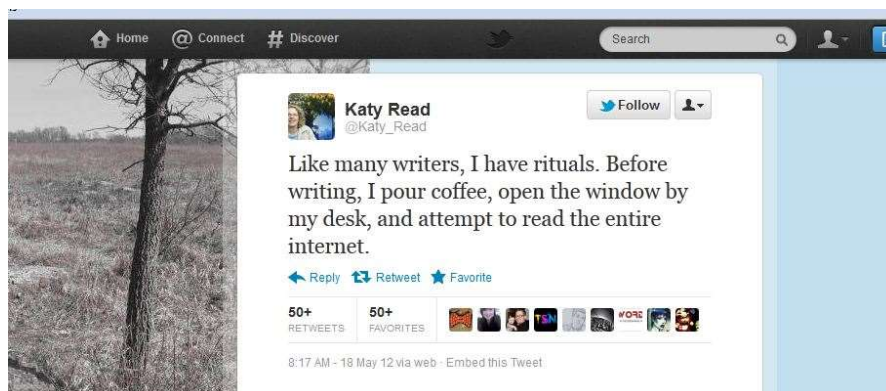 Home @ Connect # Discover Search
Katy Read
Follow
@Katy_Read
Like many writers, I have rituals. Before
writing, I pour coffee, open the window by
my desk, and attempt to read the entire
internet.
Reply Retweet Favorite
50+ 50+
RETWEETS FAVORITES
TSN
8:17 AM - 18 May 12 via web · Embed this Tweet